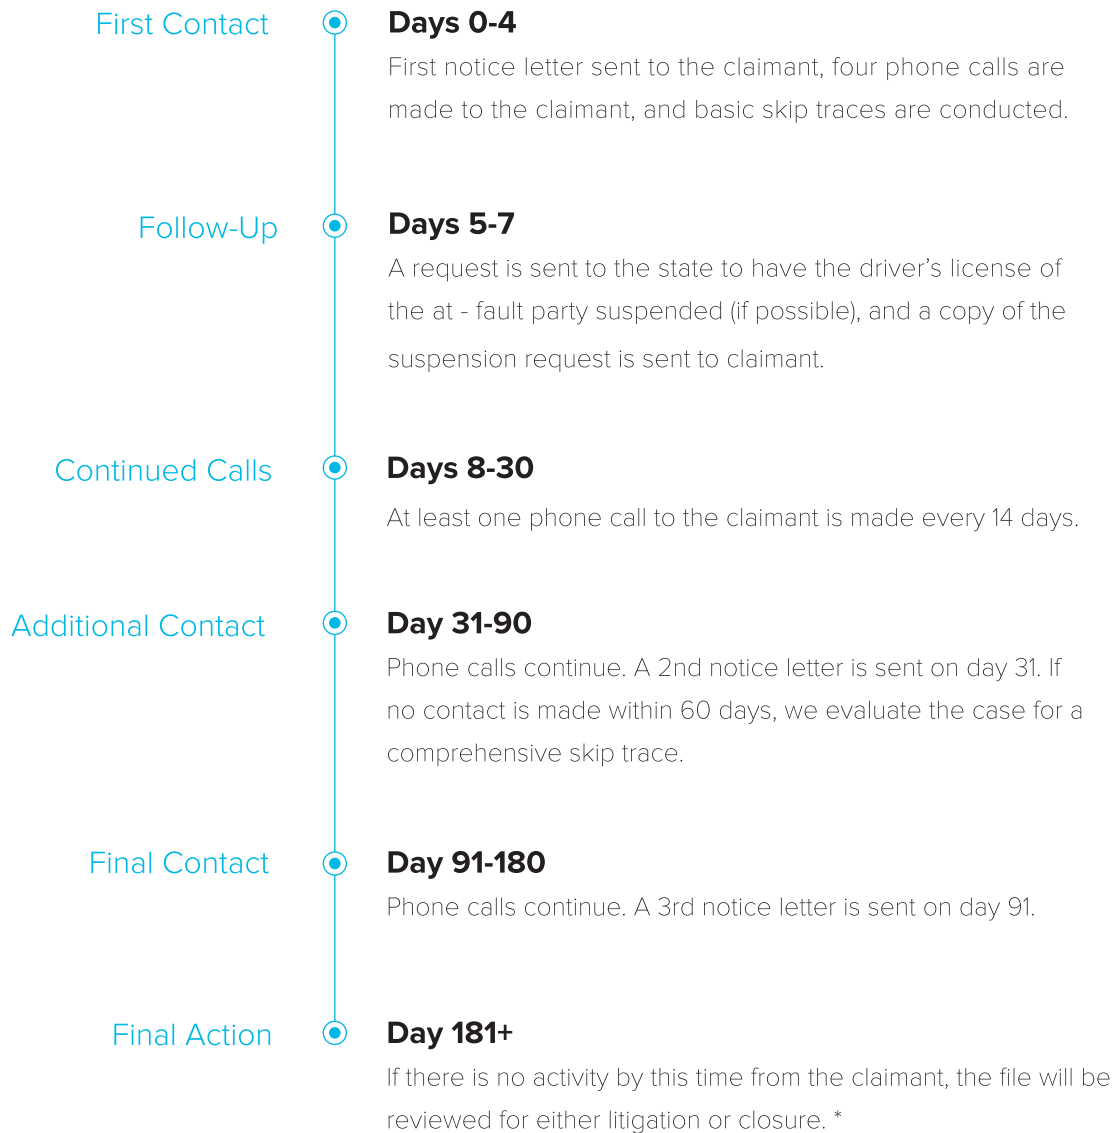 First Contact
Days 0-4
First notice letter sent to the claimant, four phone calls are
made to the claimant, and basic skip traces are conducted.
Follow-Up
Days 5-7
A request is sent to the state to have the driver’s license of
the at - fault party suspended (if possible), and a copy of the
suspension request is sent to claimant.
Continued Calls
Days 8-30
At least one phone call to the claimant is made every 14 days.
Additional Contact
Day 31-90
Phone calls continue. A 2nd notice letter is sent on day 31. If
no contact is made within 60 days, we evaluate the case for a
comprehensive skip trace.
Final Contact
Day 91-180
Phone calls continue. A 3rd notice letter is sent on day 91.
Final Action
Day 181+
If there is no activity by this time from the claimant, the file will be
reviewed for either litigation or closure. *